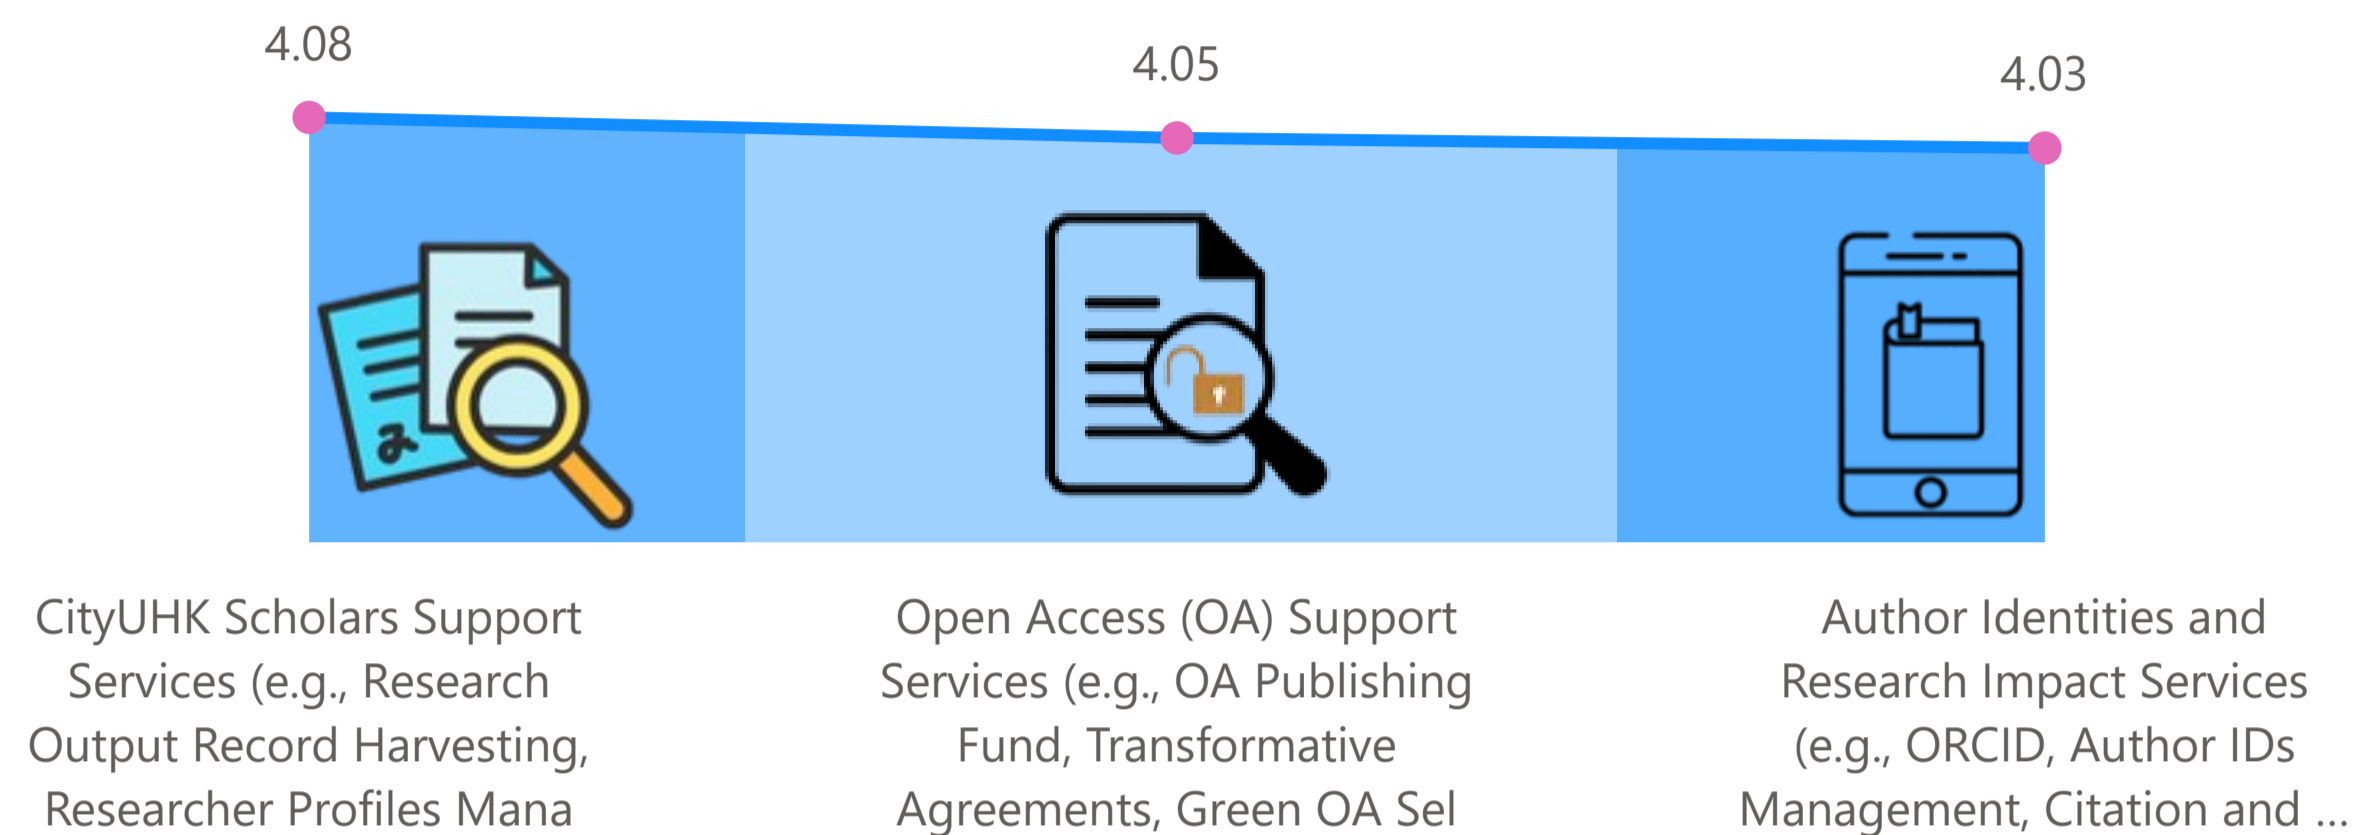 4.08
4.05
4.03
CityUHK Scholars Support
Services (e.g., Research
Output Record Harvesting,
Researcher Profiles Mana
Open Access (OA) Support
Services (e.g., OA Publishing
Fund, Transformative
Agreements, Green OA Sel
Author Identities and
Research Impact Services
(e.g., ORCID, Author IDs
Management, Citation and ...